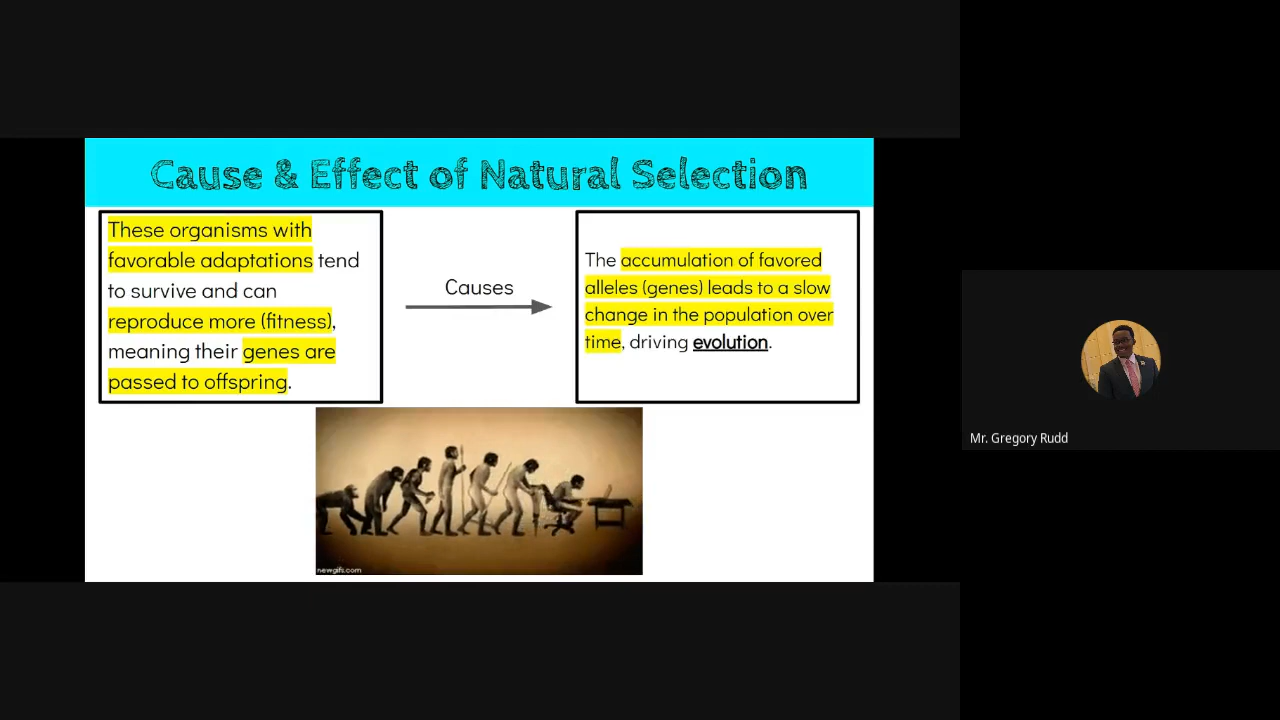 Cause & Effect of Natural Selection
These organisms with
favorable adaptations tend
to survive and can
reproduce more (fitness),
meaning their genes are
passed to offspring.
Causes
The accumulation of favored
alleles (genes) leads to a slow
change in the population over
time, driving evolution.
newgifs.com
Mr. Gregory Rudd